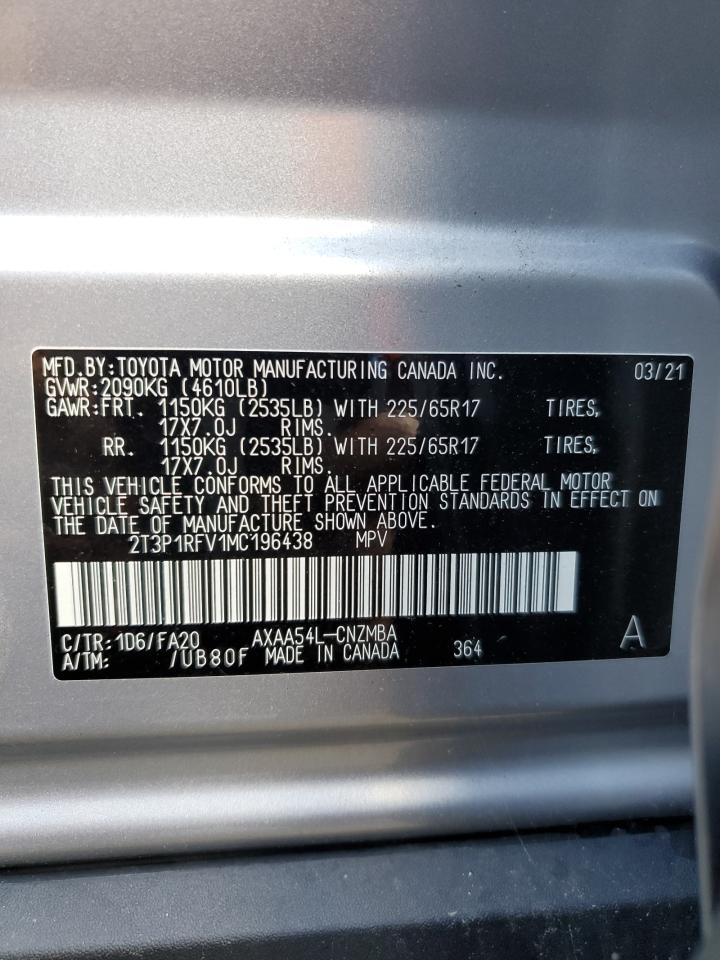 MFD.BY:TOYOTA MOTOR MANUFACTURING CANADA INC. 03/21
GVWR:2090KG (4610LB)
GAWR:FRT. 1150KG (2535LB) WITH 225/65R17 TIRES,
17X7.0J RIMS.
RR. 1150KG (2535LB) WITH 225/65R17 TIRES,
17X7.0J RIMS.
THIS VEHICLE CONFORMS TO ALL APPLICABLE FEDERAL MOTOR
VEHICLE SAFETY AND THEFT PREVENTION STANDARDS IN EFFECT ON
THE DATE OF MANUFACTURE SHOWN ABOVE.
2T3P1RFV1MC196438 MPV
C/TR:1D6/FA20 AXAA54L-CNZMBA A
A/TM: /UB80F MADE IN CANADA 364